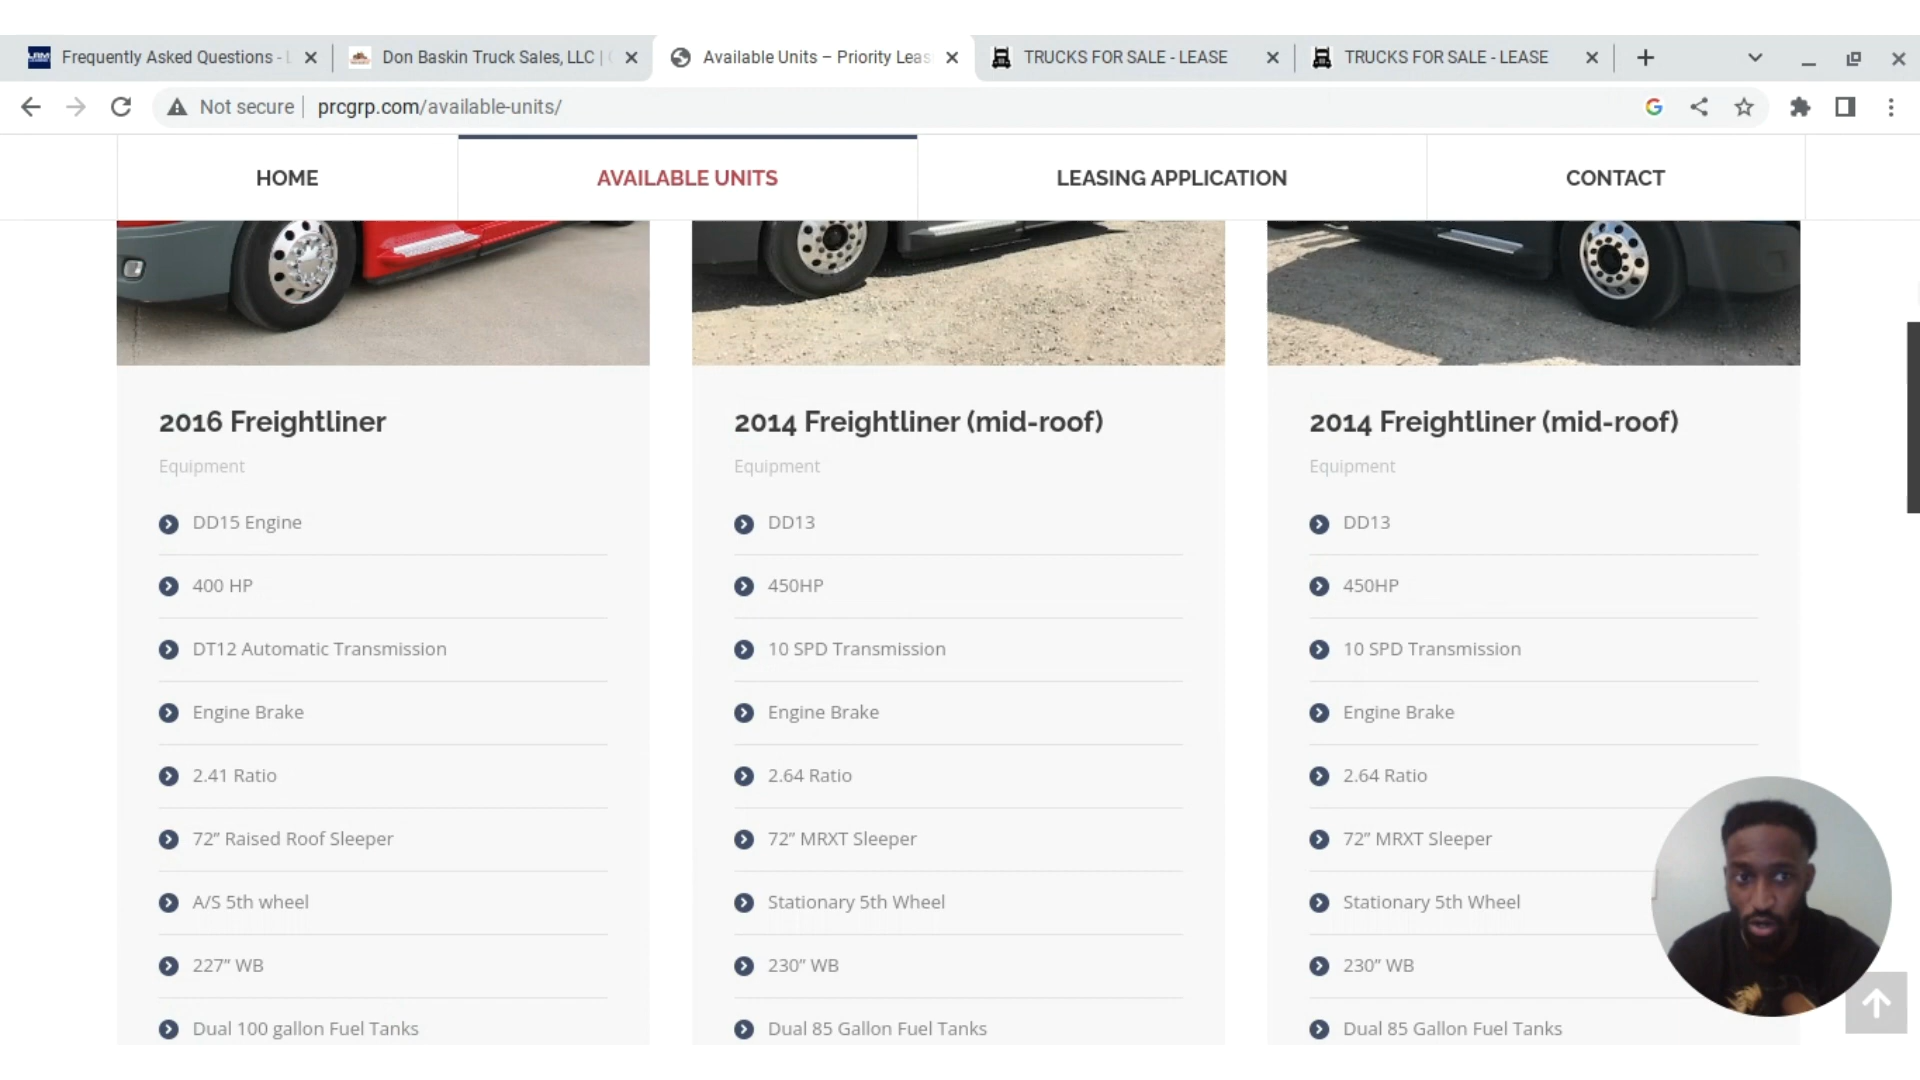 Frequently Asked Questions - L
Don Baskin Truck Sales, LLC | 
Available Units – Priority Leas
TRUCKS FOR SALE - LEASE
TRUCKS FOR SALE - LEASE
Not secure
prcgrp.com/available-units/
HOME
AVAILABLE UNITS
LEASING APPLICATION
CONTACT
2016 Freightliner
Equipment
DD15 Engine
400 HP
DT12 Automatic Transmission
Engine Brake
2.41 Ratio
72” Raised Roof Sleeper
A/S 5th wheel
227” WB
Dual 100 gallon Fuel Tanks
2014 Freightliner (mid-roof)
Equipment
DD13
450HP
10 SPD Transmission
Engine Brake
2.64 Ratio
72” MRXT Sleeper
Stationary 5th Wheel
230” WB
Dual 85 Gallon Fuel Tanks
2014 Freightliner (mid-roof)
Equipment
DD13
450HP
10 SPD Transmission
Engine Brake
2.64 Ratio
72” MRXT Sleeper
Stationary 5th Wheel
230” WB
Dual 85 Gallon Fuel Tanks